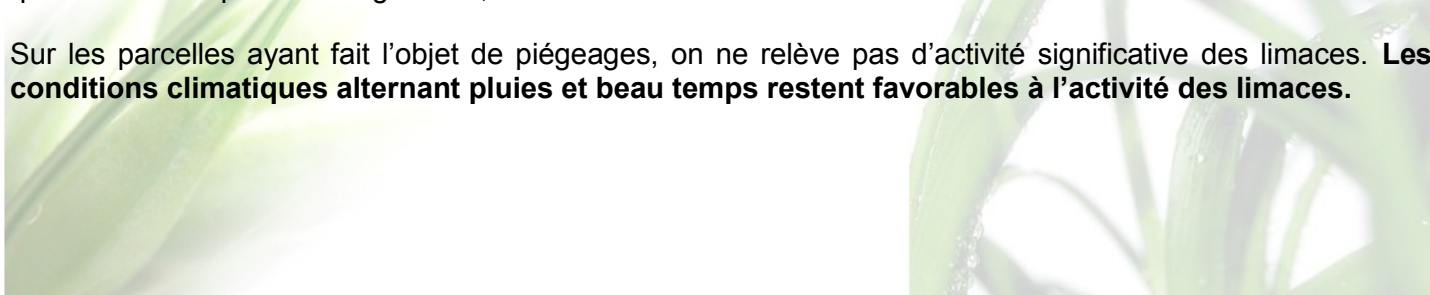 Sur les parcelles ayant fait l’objet de piégeages, on ne relève pas d’activité significative des limaces. Les
conditions climatiques alternant pluies et beau temps restent favorables à l’activité des limaces.